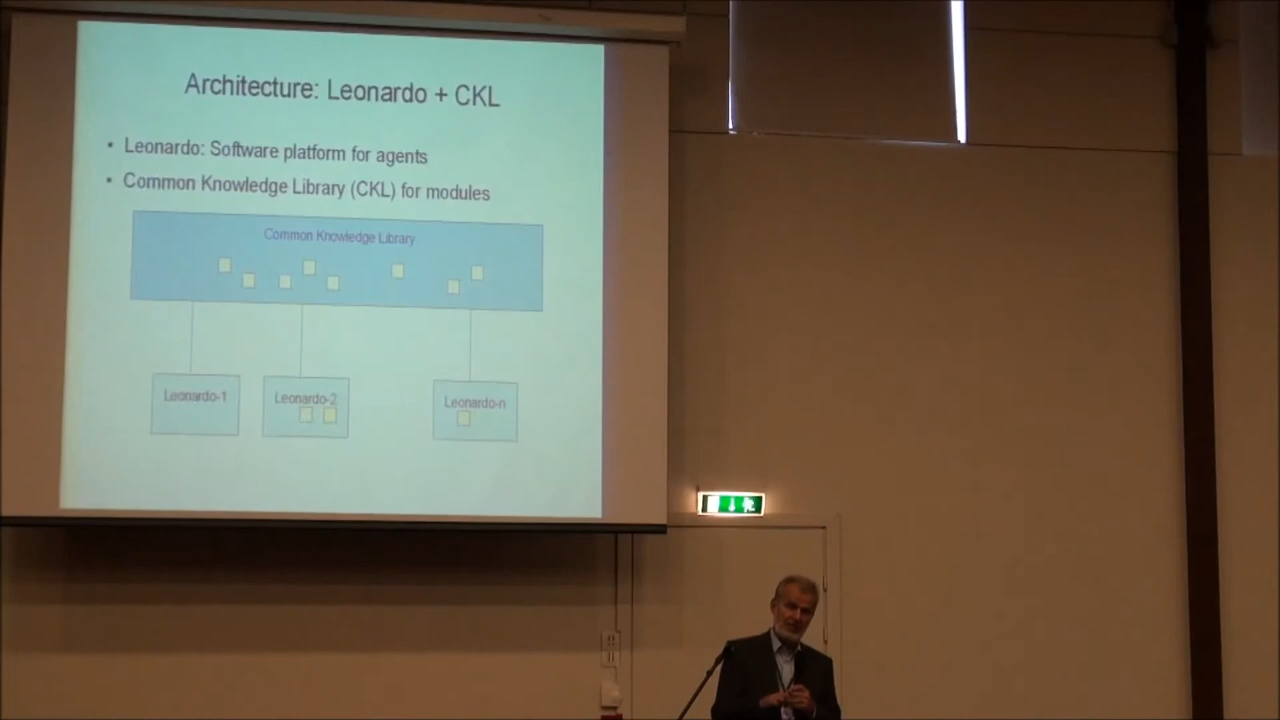 Architecture: Leonardo + CKL
• Leonardo: Software platform for agents
• Common Knowledge Library (CKL) for modules
Common Knowledge Library
Leonardo-1
Leonardo-2
Leonardo-n